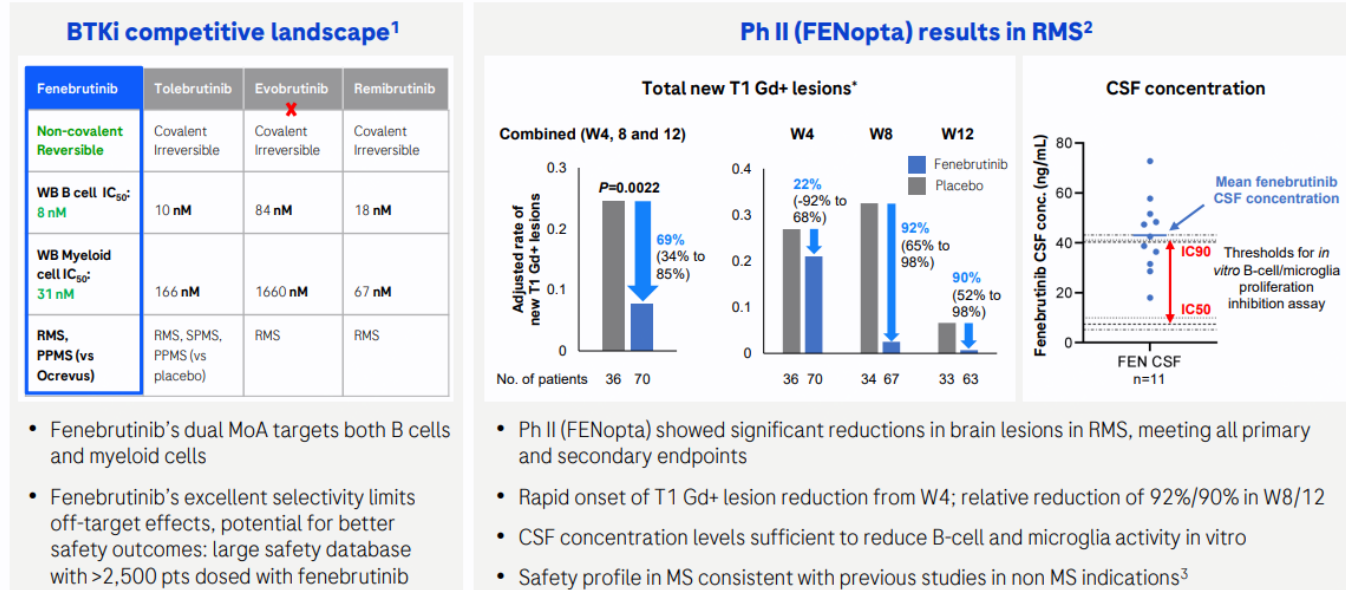 BTKi competitive landscape¹
Fenebrutinib Tolebrutinib Evobrutinib Remibrutinib
Non-covalent Covalent Covalent Covalent
Reversible Irreversible Irreversible Irreversible
WB B cell IC₅₀:
8 nM 10 nM 84 nM 18 nM
WB Myeloid
cell IC₅₀:
31 nM 166 nM 1660 nM 67 nM
RMS, RMS, SPMS, RMS RMS
PPMS (vs PPMS (vs
Ocrevus) placebo)
• Fenebrutinib’s dual MoA targets both B cells
and myeloid cells
• Fenebrutinib’s excellent selectivity limits
off-target effects, potential for better
safety outcomes: large safety database
with >2,500 pts dosed with fenebrutinib
Ph II (FENopta) results in RMS²
Total new T1 Gd+ lesions*
Combined (W4, 8 and 12)
Adjusted rate of
new T1 Gd+ lesions
0.3
0.2
0.1
0
P=0.0022
69%
(34% to
85%)
No. of patients 36 70
W4 W8 W12
Fenebrutinib
Placebo
0.4
0.3
0.2
0.1
0
22%
(-92% to
68%)
92%
(65% to
98%)
90%
(52% to
98%)
36 70 34 67 33 63
CSF concentration
Fenebrutinib CSF conc. (ng/mL)
80
60
40
20
0
Mean fenebrutinib
CSF concentration
IC90
IC50
Thresholds for in
vitro B-cell/microglia
proliferation
inhibition assay
FEN CSF
n=11
• Ph II (FENopta) showed significant reductions in brain lesions in RMS, meeting all primary
and secondary endpoints
• Rapid onset of T1 Gd+ lesion reduction from W4; relative reduction of 92%/90% in W8/12
• CSF concentration levels sufficient to reduce B-cell and microglia activity in vitro
• Safety profile in MS consistent with previous studies in non MS indications³